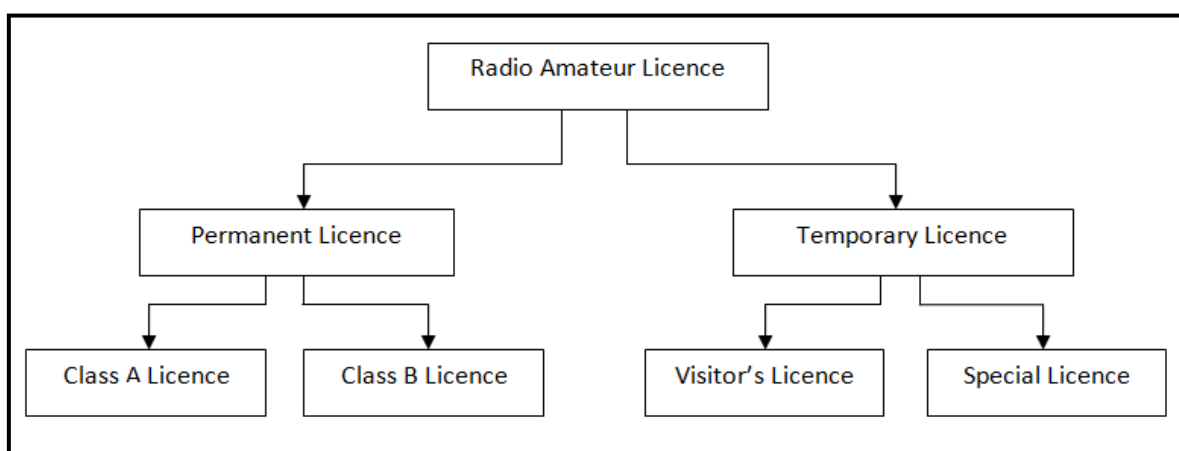 Radio Amateur Licence
Permanent Licence
Temporary Licence
Class A Licence
Class B Licence
Visitor’s Licence
Special Licence